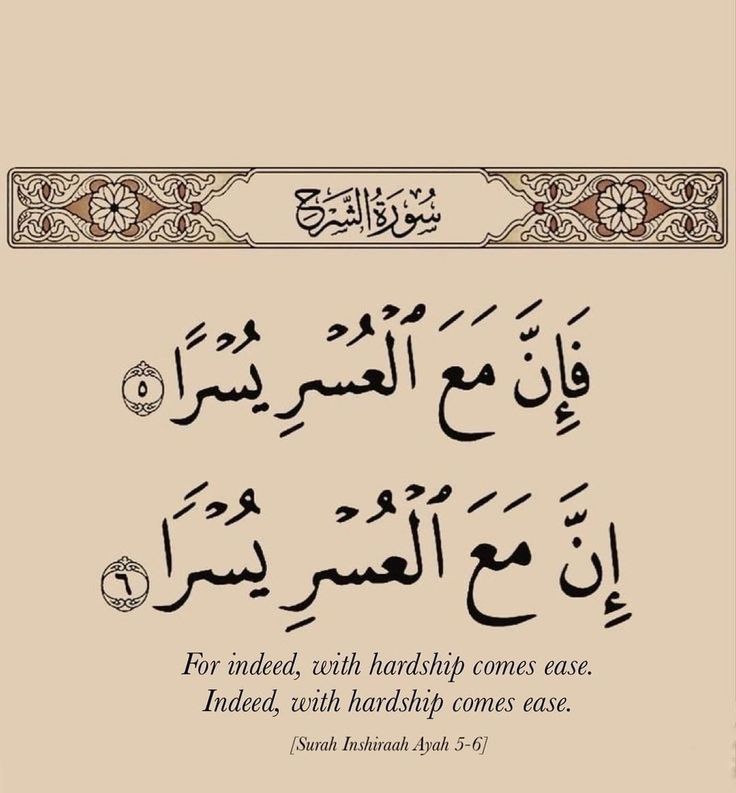 سُورَةُ الشَّرۡحِ
فَإِنَّ مَعَ ٱلۡعُسۡرِ يُسۡرًا ٥
إِنَّ مَعَ ٱلۡعُسۡرِ يُسۡرٗا ٦
For indeed, with hardship comes ease.
Indeed, with hardship comes ease.
[Surah Inshiraah Ayah 5-6]